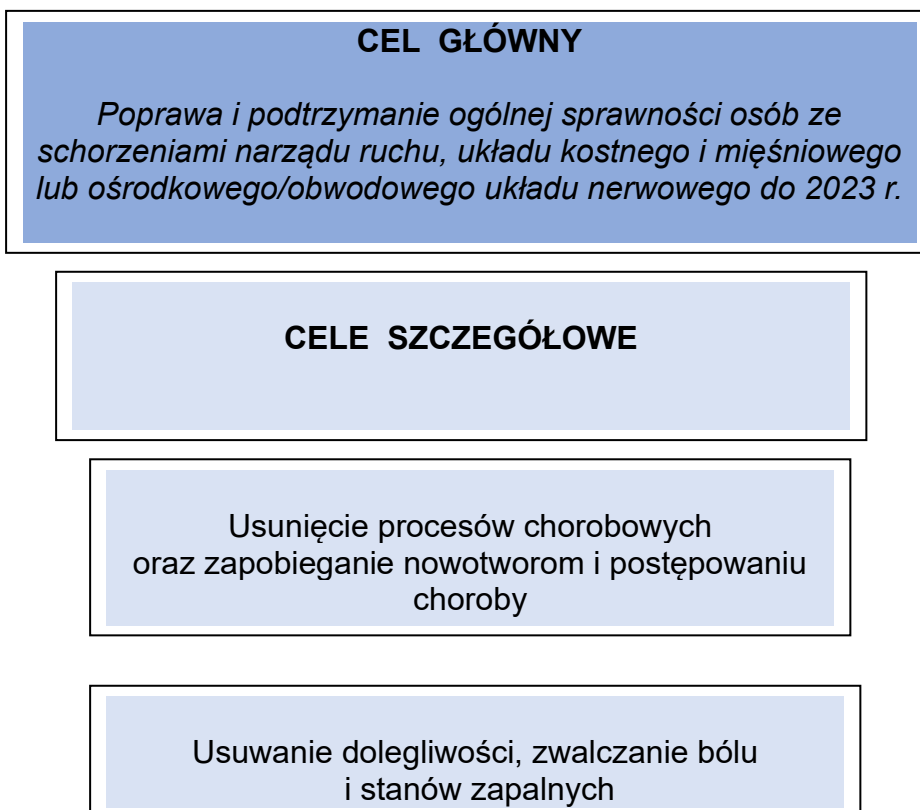 CEL GŁÓWNY
Poprawa i podtrzymanie ogólnej sprawności osób ze
schorzeniami narządu ruchu, układu kostnego i mięśniowego
lub ośrodkowego/obwodowego układu nerwowego do 2023 r.
CELE SZCZEGÓŁOWE
Usunięcie procesów chorobowych
oraz zapobieganie nowotworom i postępowaniu
choroby
Usuwanie dolegliwości, zwalczanie bólu
i stanów zapalnych